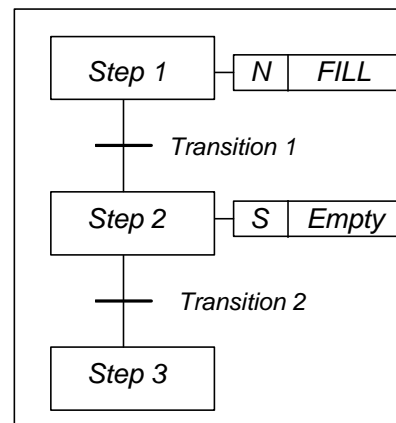 Step 1 N FILL
Transition 1
Step 2 S Empty
Transition 2
Step 3